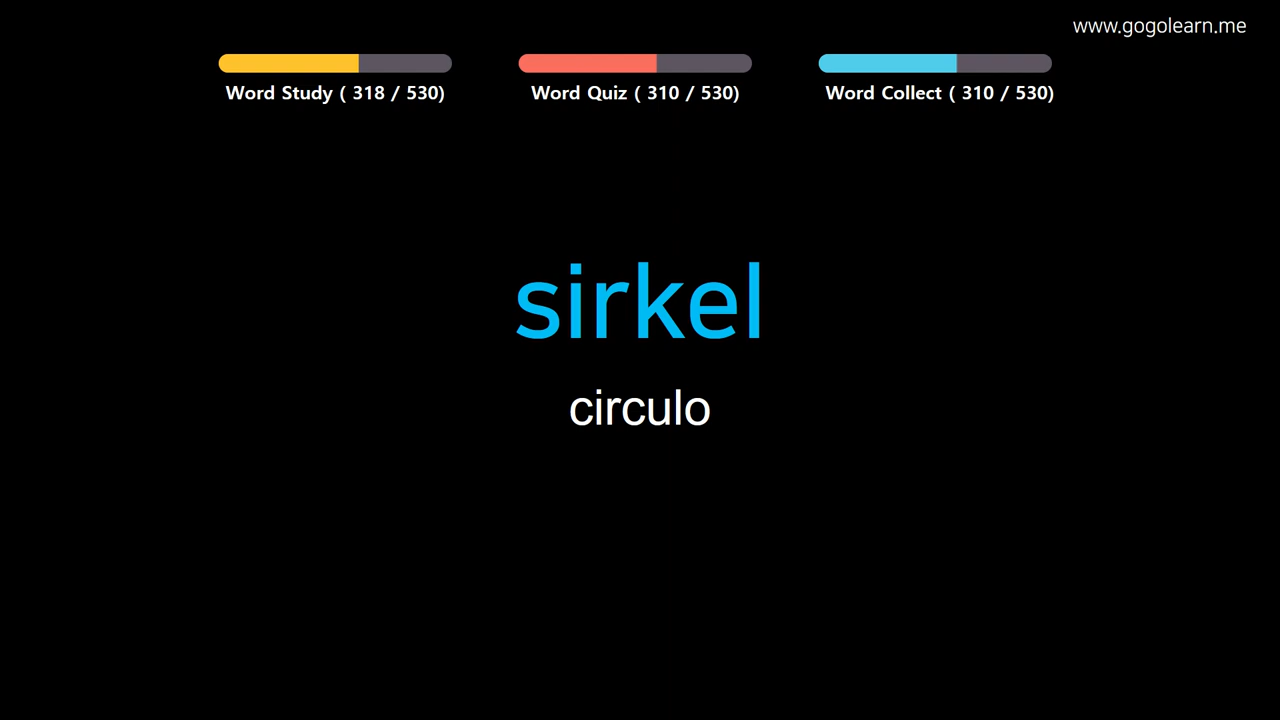 www.gogolearn.me
Word Study ( 318 / 530) Word Quiz ( 310 / 530) Word Collect ( 310 / 530)
sirkel
circulo